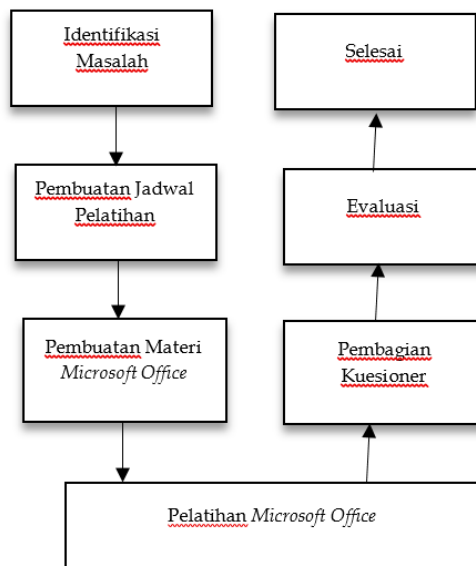 Identifikasi
Masalah
Pembuatan Jadwal
Pelatihan
Pembuatan Materi
Microsoft Office
Pelatihan Microsoft Office
Pembagian
Kuesioner
Evaluasi
Selesai